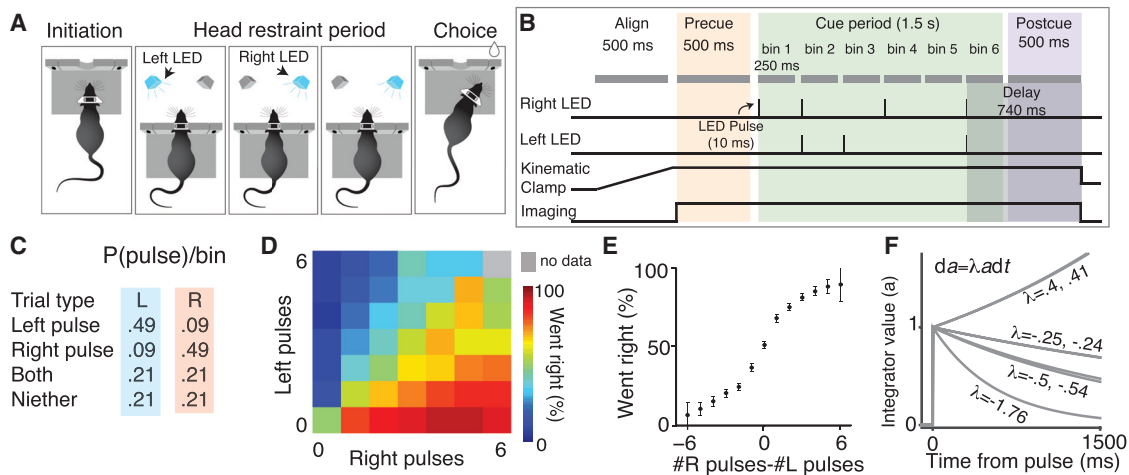 A
Initiation
Head restraint period
Choice
Left LED
Right LED
B
Align
500 ms
Precue
500 ms
Cue period (1.5 s)
bin 1
bin 2
bin 3
bin 4
bin 5
bin 6
250 ms
Postcue
500 ms
Right LED
LED Pulse
(10 ms)
Delay
740 ms
Left LED
Kinematic
Clamp
Imaging
C
P(pulse)/bin
Trial type L R
Left pulse .49 .09
Right pulse .09 .49
Both .21 .21
Niether .21 .21
D
6
Left pulses
0
0
Right pulses
6
no data
100
Went right (%)
0
E
100
50
0
Went right (%)
−6
0
6
#R pulses-#L pulses
F
da=λadt
λ=.4, .41
λ=-.25, -.24
λ=-.5, -.54
λ=-1.76
Integrator value (a)
1
0
0
1500
Time from pulse (ms)